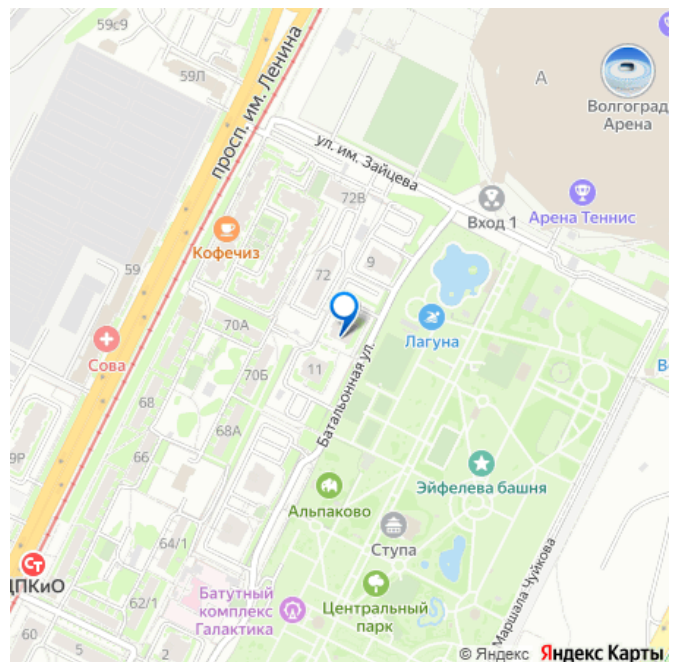 59с9
59Л
просп. им. Ленина
А
Волгоград
Арена
ул. им. Зайцева
72В
Вход 1
Арена Теннис
Кофечиз
9
59
72
70А
Лагуна
Сова
11
70Б
Батальонная ул.
68
68А
66
9Р
Эйфелева башня
Альпаково
64/1
Ступа
ДПКиО
62/1
Батутный
комплекс
Галактика
Центральный
парк
Маршала Чуйкова
60
5
2
© Яндекс Яндекс Карты